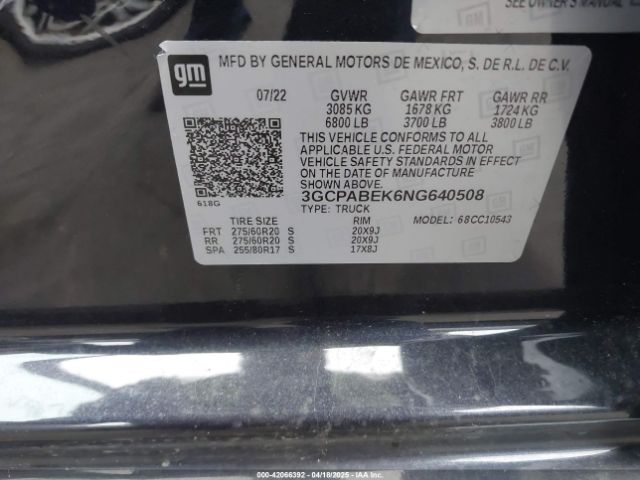 SEE OWNER'S MANUAL
gm
MFD BY GENERAL MOTORS DE MEXICO, S. DE R.L. DE C.V.
07/22 GVWR GAWR FRT GAWR RR
3085 KG 1678 KG 1724 KG
6800 LB 3700 LB 3800 LB
THIS VEHICLE CONFORMS TO ALL
APPLICABLE U.S. FEDERAL MOTOR
VEHICLE SAFETY STANDARDS IN EFFECT
ON THE DATE OF MANUFACTURE
3GCPABEK6NG640508
618G
TYPE: TRUCK MODEL: 68CC10543
TIRE SIZE RIM
FRT 275/60R20 S 20X9J
RR 275/60R20 S 20X9J
SPA 255/80R17 S 17X8J
000-42066392 - 04/18/2025 - IAA Inc.